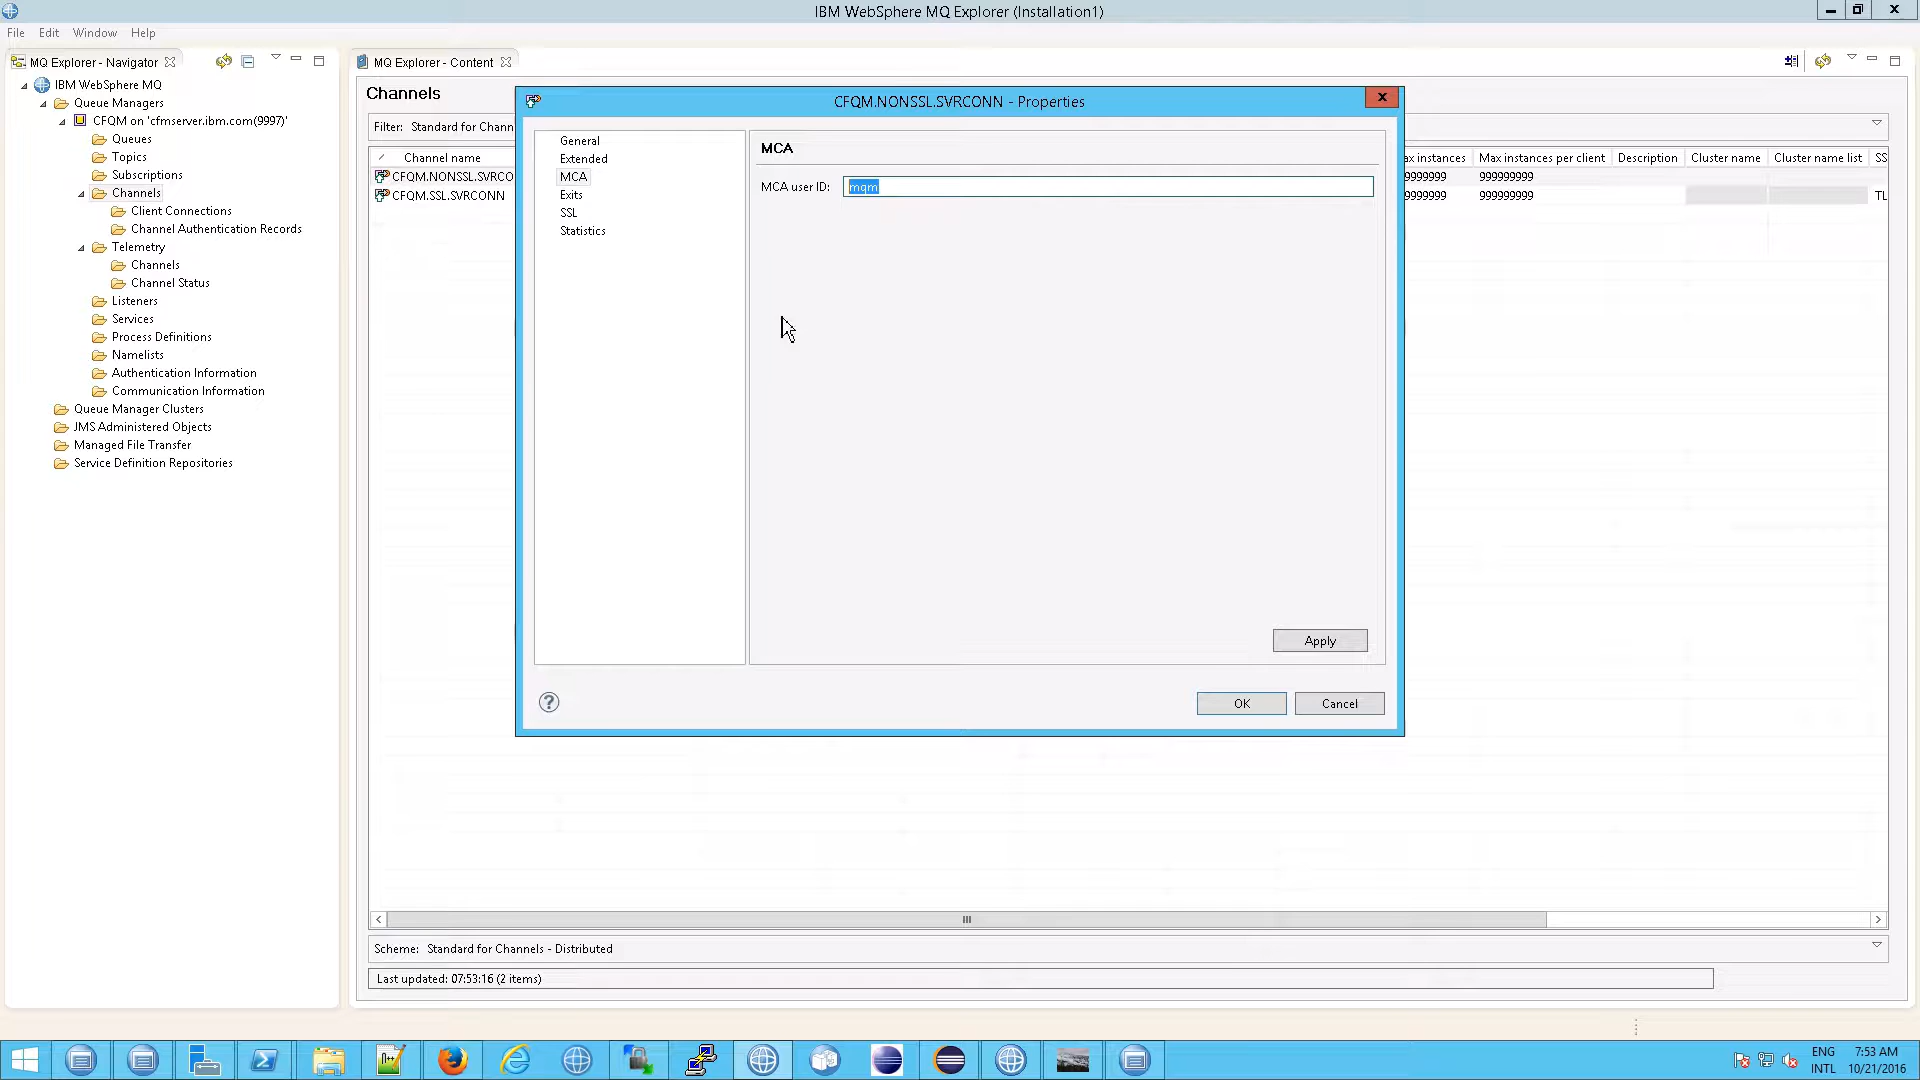 IBM WebSphere MQ Explorer (Installation1)
File Edit Window Help
MQ Explorer - Navigator
IBM WebSphere MQ
Queue Managers
CFQM on 'cfmserver.ibm.com(9997)'
Queues
Topics
Subscriptions
Channels
Client Connections
Channel Authentication Records
Telemetry
Channels
Channel Status
Listeners
Services
Process Definitions
Namelists
Authentication Information
Communication Information
Queue Manager Clusters
JMS Administered Objects
Managed File Transfer
Service Definition Repositories
MQ Explorer - Content
Channels
Filter: Standard for Chann
Channel name
CFQM.NONSSL.SVRCO
CFQM.SSL.SVRCONN
ax instances Max instances per client Description Cluster name Cluster name list SS
9999999 999999999
9999999 999999999 TL
CFQM.NONSSL.SVRCONN - Properties
General
Extended
MCA
Exits
SSL
Statistics
MCA
MCA user ID: mqm
Apply
? OK Cancel
Scheme: Standard for Channels - Distributed
Last updated: 07:53:16 (2 items)
ENG 7:53 AM
INTL 10/21/2016